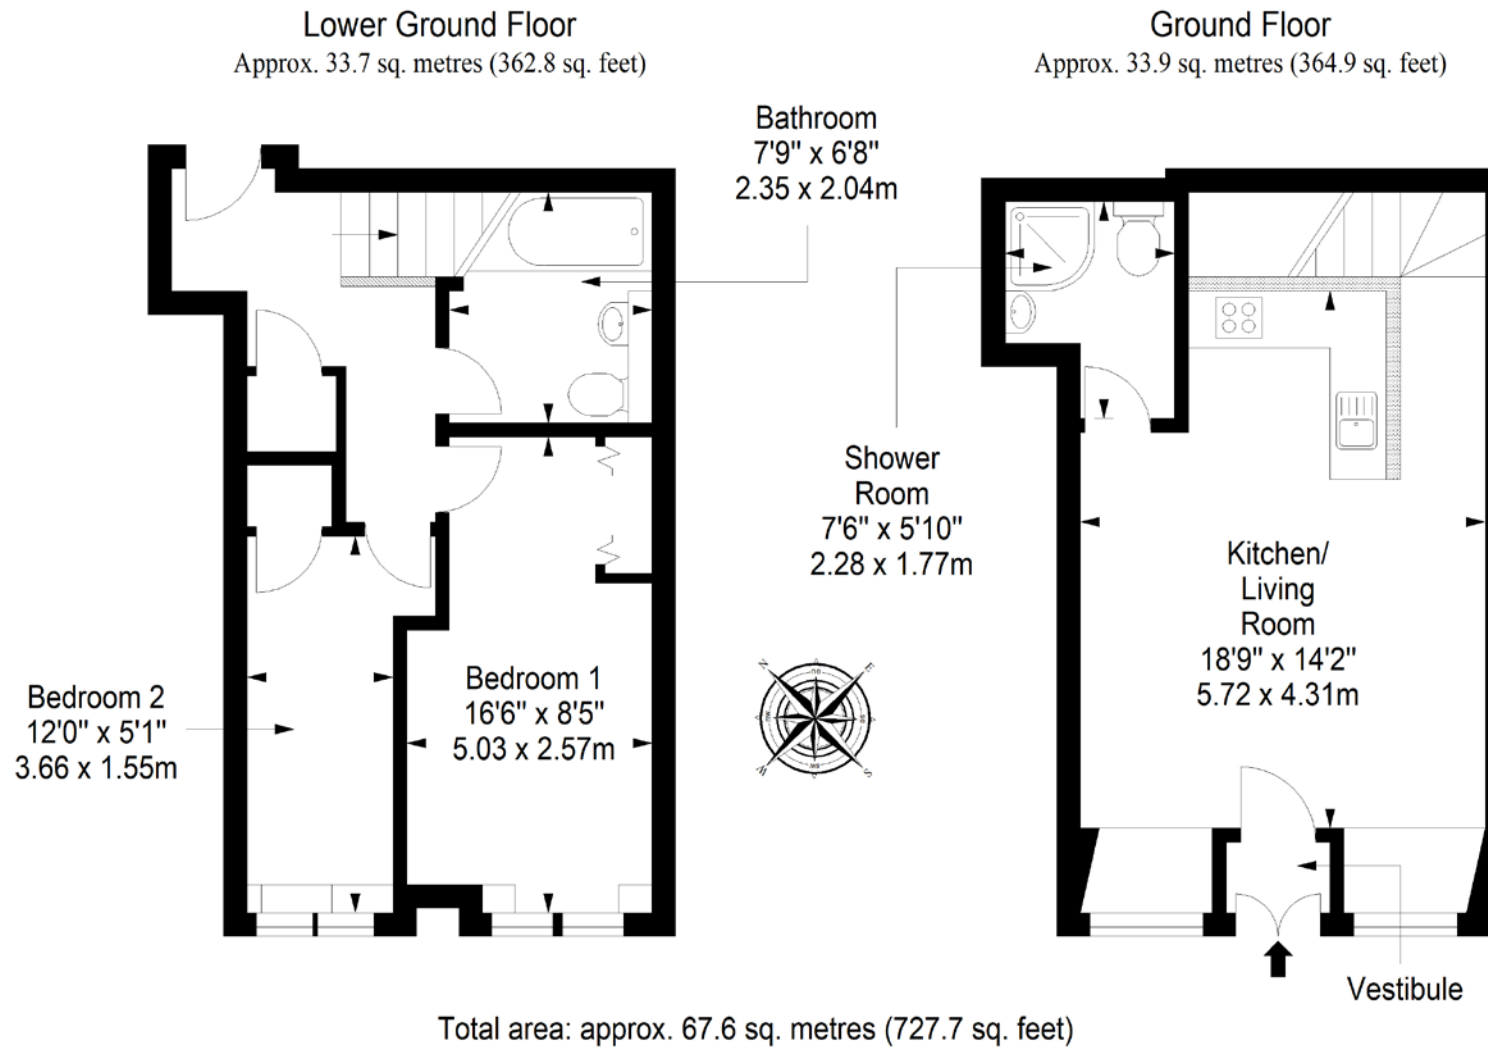 Lower Ground Floor
Approx. 33.7 sq. metres (362.8 sq. feet)
Ground Floor
Approx. 33.9 sq. metres (364.9 sq. feet)
Bathroom
7'9" x 6'8"
2.35 x 2.04m
Shower
Room
7'6" x 5'10"
2.28 x 1.77m
Kitchen/
Living
Room
18'9" x 14'2"
5.72 x 4.31m
Bedroom 2
12'0" x 5'1"
3.66 x 1.55m
Bedroom 1
16'6" x 8'5"
5.03 x 2.57m
N
E
W
S
Vestibule
Total area: approx. 67.6 sq. metres (727.7 sq. feet)